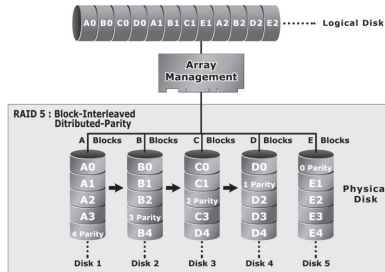 A0 B0 C0 D0 A1 B1 C1 E1 A2 B2 D2 E2 Logical Disk
Array
Management
RAID 5 : Block-Interleaved
Ditributed-Parity
A Blocks B Blocks C Blocks D Blocks E Blocks
A0 B0 C0 D0 0 Parity
A1 B1 C1 1 Parity E1
A2 B2 2 Parity D2 E2
A3 3 Parity C3 D3 E3
4 Parity B4 D4 D4 E4
Physical
Disk
Disk 1 Disk 2 Disk 3 Disk 4 Disk 5